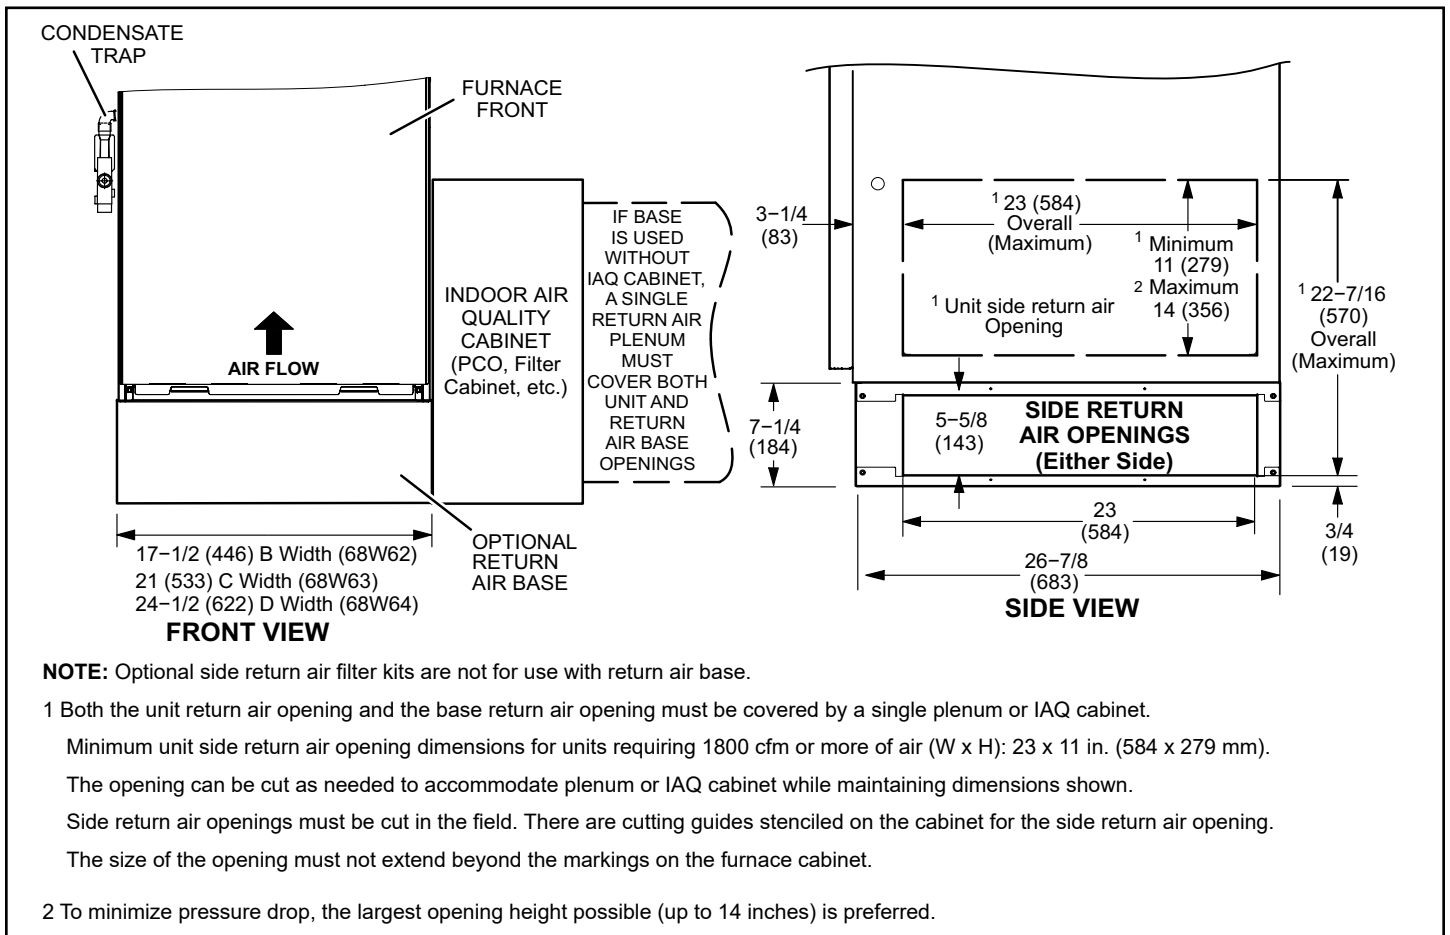 CONDENSATE
TRAP
FURNACE
FRONT
AIR FLOW
INDOOR AIR
QUALITY
CABINET
(PCO, Filter
Cabinet, etc.)
IF BASE
IS USED
WITHOUT
IAQ CABINET,
A SINGLE
RETURN AIR
PLENUM
MUST
COVER BOTH
UNIT AND
RETURN
AIR BASE
OPENINGS
OPTIONAL
RETURN
AIR BASE
17−1/2 (446) B Width (68W62)
21 (533) C Width (68W63)
24−1/2 (622) D Width (68W64)
FRONT VIEW
3−1/4
(83)
1 23 (584)
Overall
(Maximum)
1 Minimum
11 (279)
2 Maximum
14 (356)
1 Unit side return air
Opening
1 22−7/16
(570)
Overall
(Maximum)
7−1/4
(184)
5−5/8
(143)
SIDE RETURN
AIR OPENINGS
(Either Side)
23
(584)
3/4
(19)
26−7/8
(683)
SIDE VIEW
NOTE: Optional side return air filter kits are not for use with return air base.
1 Both the unit return air opening and the base return air opening must be covered by a single plenum or IAQ cabinet.
Minimum unit side return air opening dimensions for units requiring 1800 cfm or more of air (W x H): 23 x 11 in. (584 x 279 mm).
The opening can be cut as needed to accommodate plenum or IAQ cabinet while maintaining dimensions shown.
Side return air openings must be cut in the field. There are cutting guides stenciled on the cabinet for the side return air opening.
The size of the opening must not extend beyond the markings on the furnace cabinet.
2 To minimize pressure drop, the largest opening height possible (up to 14 inches) is preferred.